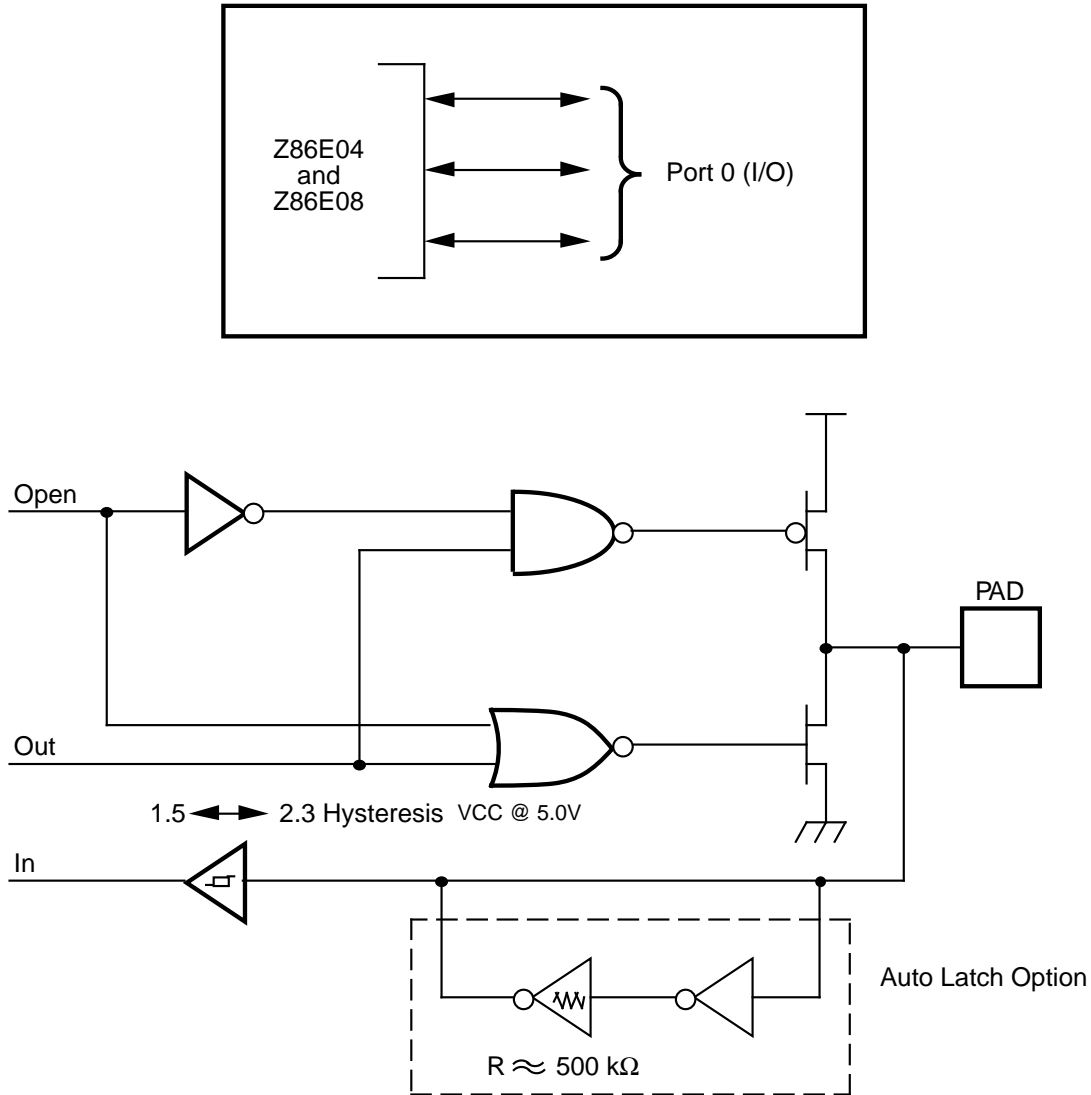 Z86E04
and
Z86E08
Port 0 (I/O)
Open
PAD
Out
1.5 2.3 Hysteresis VCC @ 5.0V
In
Auto Latch Option
R ≈ 500 kΩ